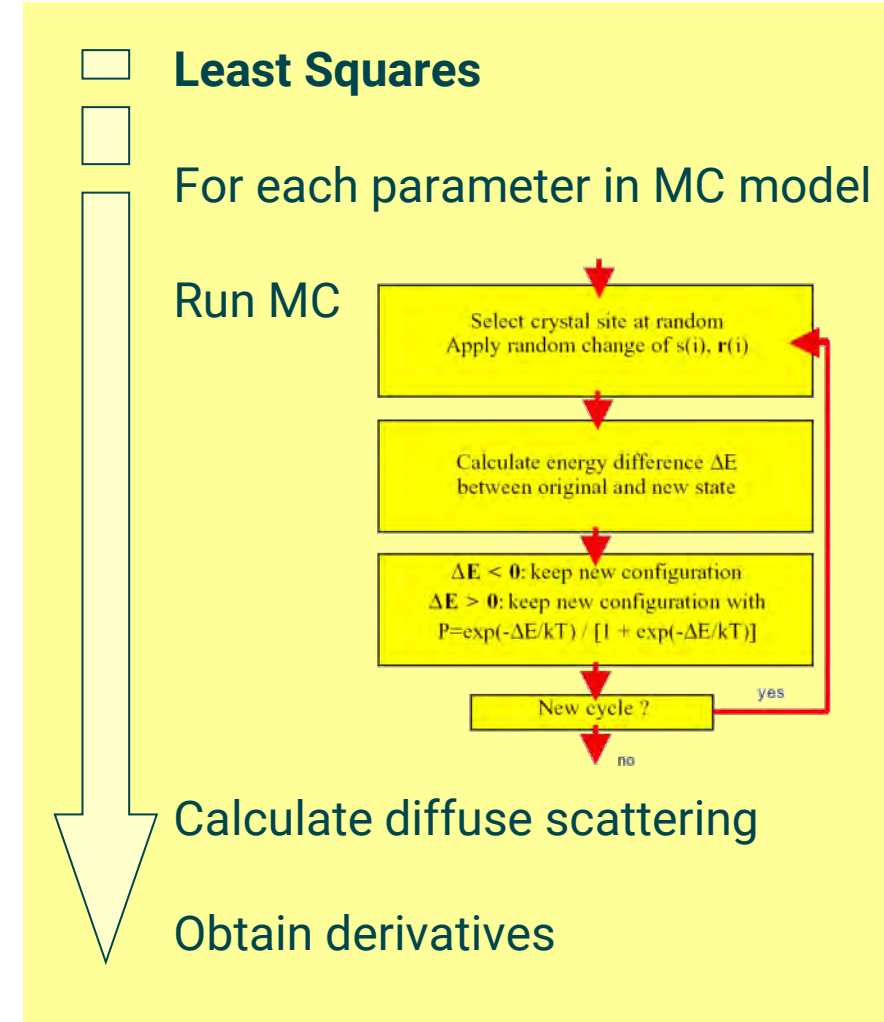 Least Squares
For each parameter in MC model
Run MC
Select crystal site at random
Apply random change of s(i), r(i)
Calculate energy difference ΔE
between original and new state
ΔE < 0: keep new configuration
ΔE > 0: keep new configuration with
P=exp(-ΔE/kT) / [1 + exp(-ΔE/kT)]
New cycle ?
yes
no
Calculate diffuse scattering
Obtain derivatives